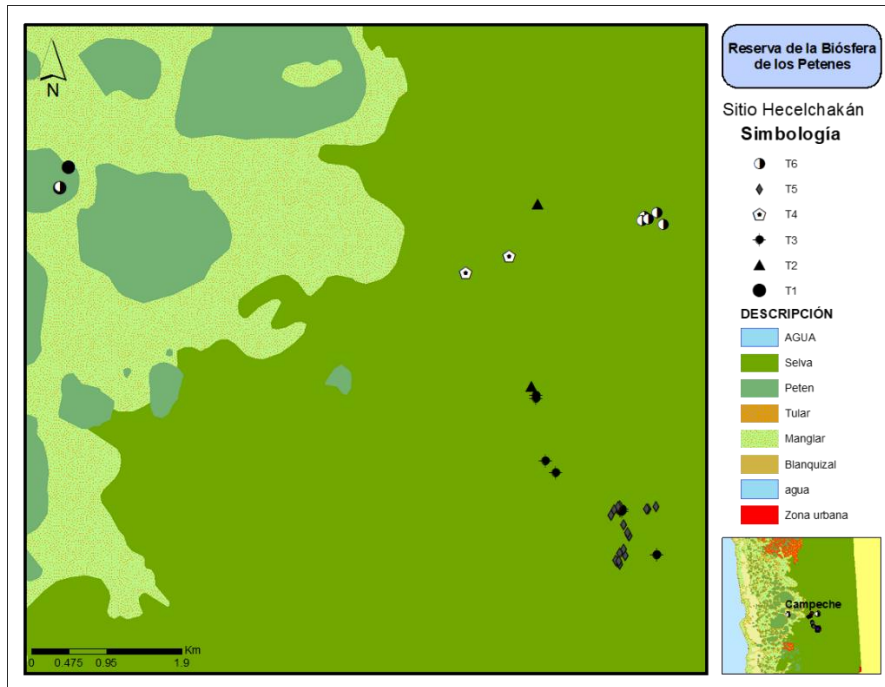 N
Reserva de la Biósfera
de los Petenes
Sitio Hecelchakán
Simbología
T6
T5
T4
T3
T2
T1
DESCRIPCIÓN
AGUA
Selva
Peten
Tular
Manglar
Blanquizal
agua
Zona urbana
Campeche
Km
0 0.475 0.95 1.9